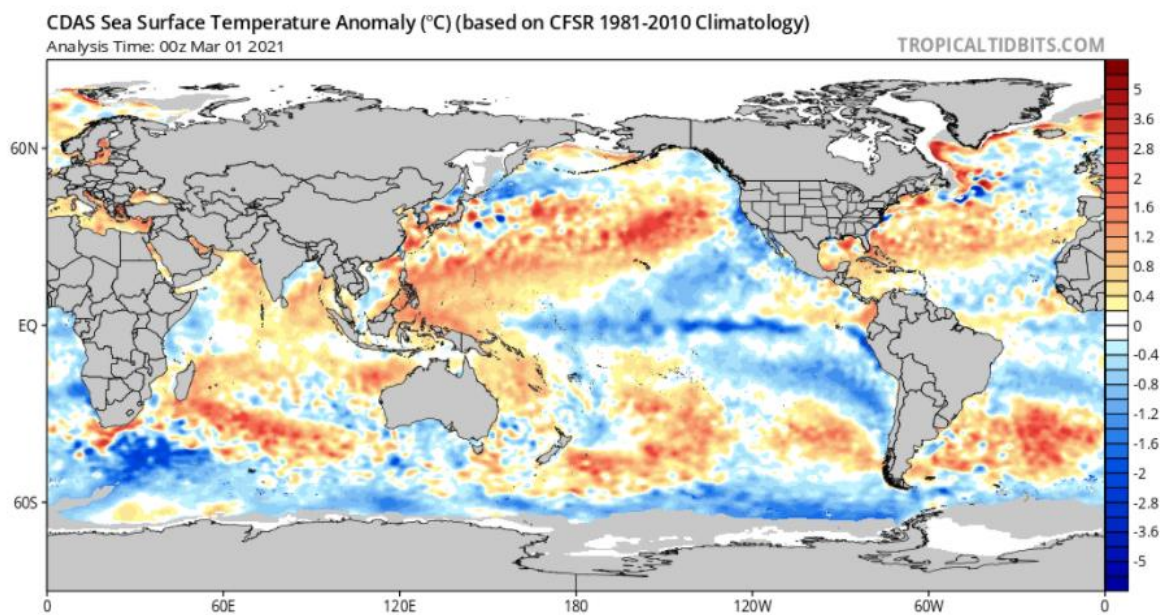 CDAS Sea Surface Temperature Anomaly (°C) (based on CFSR 1981-2010 Climatology)
Analysis Time: 00z Mar 01 2021
TROPICALTIDBITS.COM
60N
EQ
60S
0
60E
120E
180
120W
60W
0
5
3.6
2.8
2
1.6
1.2
0.8
0.4
0
-0.4
-0.8
-1.2
-1.6
-2
-2.8
-3.6
-5